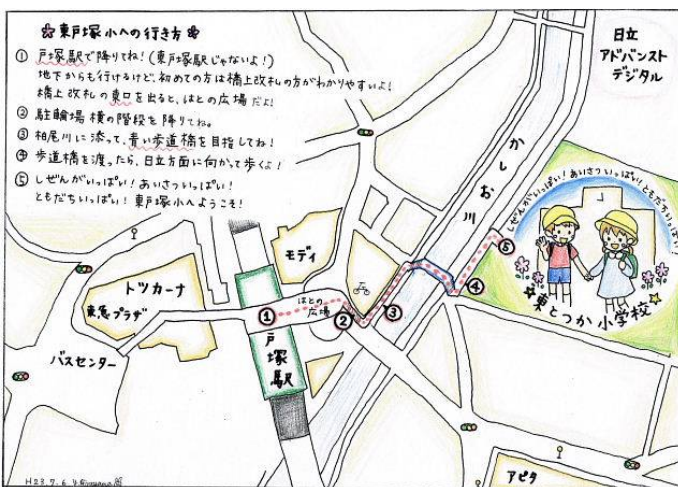 東戸塚小への行き方
① 戸塚駅で降りてね!(東戸塚駅じゃないよ!)
地下からも行けるけど、初めての方は橋上改札の方がわかりやすいよ!
橋上改札の東口を出ると、はとの広場だよ!
② 駐輪場横の階段を降りてね。
③ 柏尾川に添って、青い歩道橋を目指してね!
④ 歩道橋を渡ったら、日立方面に向かって歩くよ!
⑤ しぜんがいっぱい!あいさついっぱい!
ともだちいっぱい!東戸塚小へようこそ!
日立
アドバンスト
デジタル
かしお川
しぜんがいっぱい!あいさついっぱい!ともだちいっぱい!
⑤
モディ
トツカーナ
東急プラザ
はとの
広場
①
②
③
④
東とつか小学校
戸塚駅
バスセンター
アピタ
H23.7.6